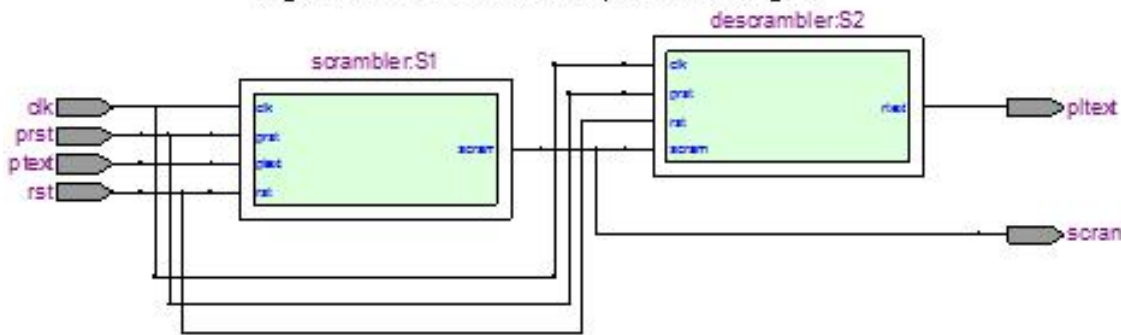 descrambler:S2
scrambler:S1
clk
prst
ptext
rst
clk
prst
ptext
rst
scram
clk
prst
rst
scram
rtext
pltext
scran